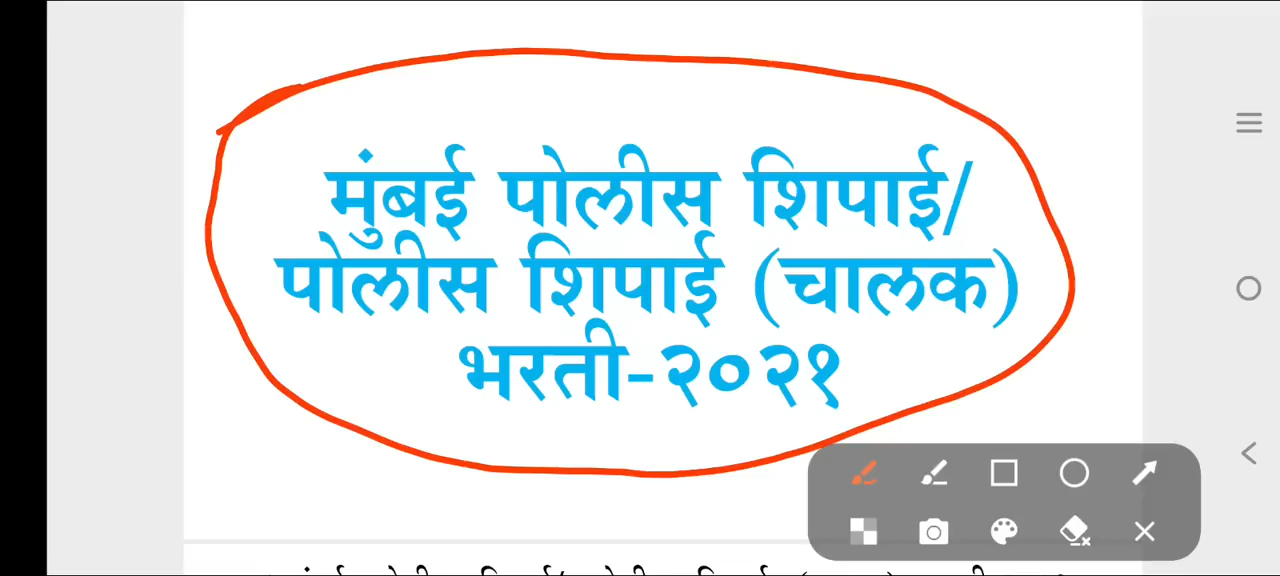 मुंबई पोलीस शिपाई/
पोलीस शिपाई (चालक)
भरती-२०२१